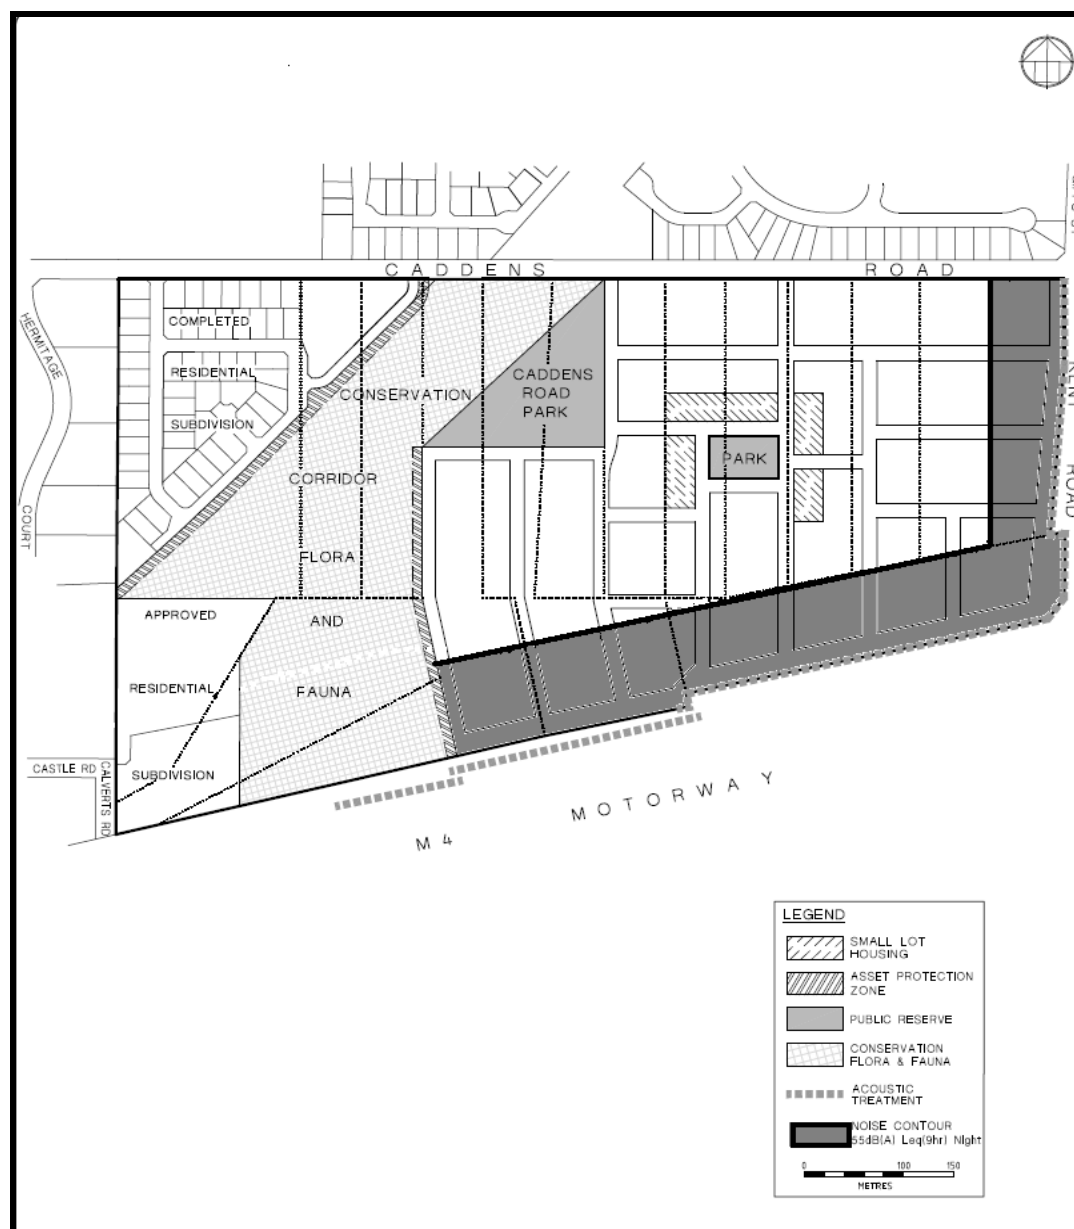 CADDENS ROAD
HERMITAGE
COURT
COMPLETED
RESIDENTIAL
SUBDIVISION
CONSERVATION
CORRIDOR
FLORA
AND
FAUNA
CADDENS
ROAD
PARK
PARK
KENT
ROAD
APPROVED
RESIDENTIAL
SUBDIVISION
CASTLE RD
CALVERTS RD
M4 MOTORWAY
LEGEND
SMALL LOT
HOUSING
ASSET PROTECTION
ZONE
PUBLIC RESERVE
CONSERVATION
FLORA & FAUNA
ACOUSTIC
TREATMENT
NOISE CONTOUR
55dB(A) Leq(9hr) Night
0 100 150
METRES